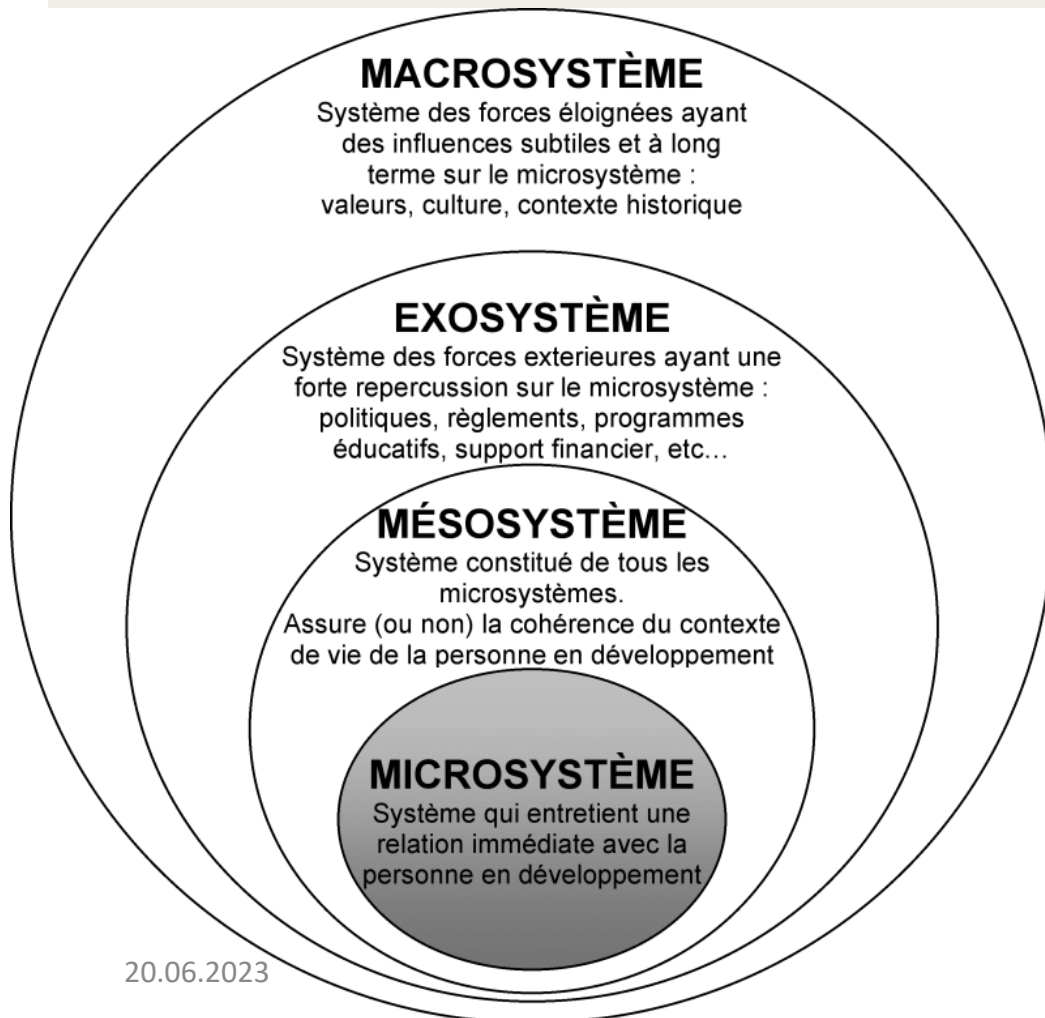 MACROSYSTÈME
Système des forces éloignées ayant
des influences subtiles et à long
terme sur le microsystème :
valeurs, culture, contexte historique
EXOSYSTÈME
Système des forces exterieures ayant une
forte repercussion sur le microsystème :
politiques, règlements, programmes
éducatifs, support financier, etc…
MÉSOSYSTÈME
Système constitué de tous les
microsystèmes.
Assure (ou non) la cohérence du contexte
de vie de la personne en développement
MICROSYSTÈME
Système qui entretient une
relation immédiate avec la
personne en développement
20.06.2023